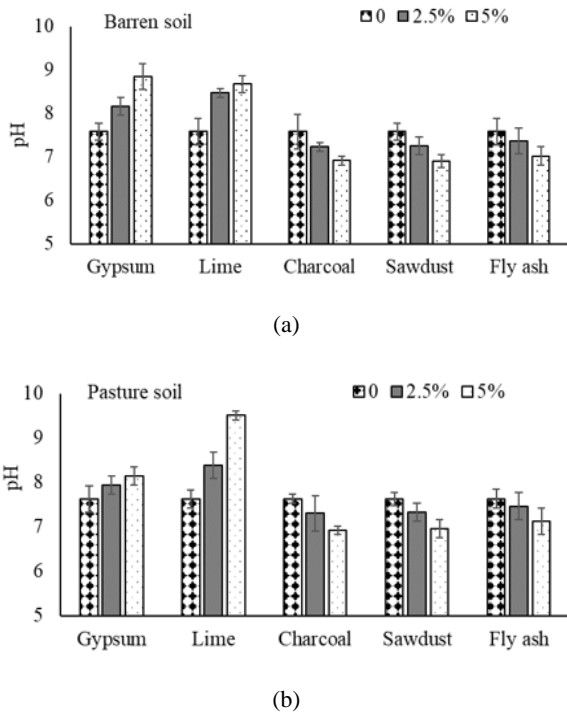 Barren soil
0 2.5% 5%
10
9
8
7
6
5
pH
Gypsum Lime Charcoal Sawdust Fly ash
(a)
Pasture soil
0 2.5% 5%
10
9
8
7
6
5
pH
Gypsum Lime Charcoal Sawdust Fly ash
(b)